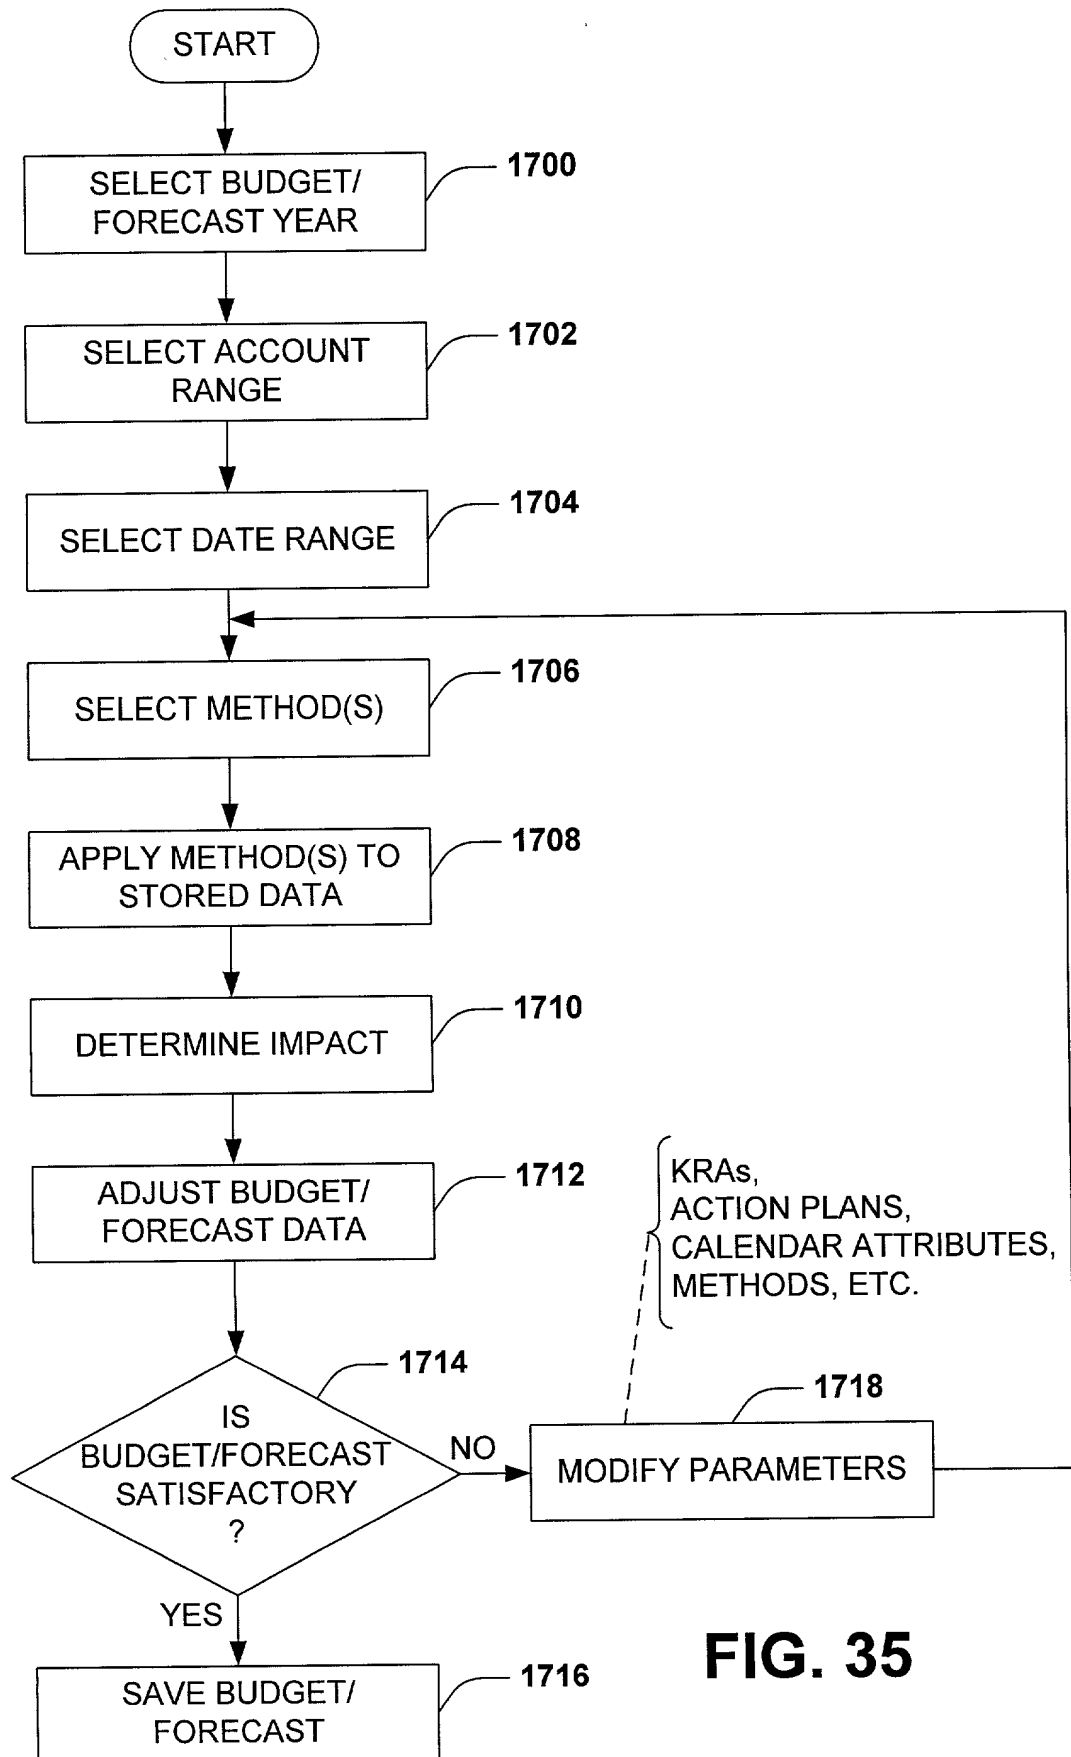 START
1700
SELECT BUDGET/
FORECAST YEAR
1702
SELECT ACCOUNT
RANGE
1704
SELECT DATE RANGE
1706
SELECT METHOD(S)
1708
APPLY METHOD(S) TO
STORED DATA
1710
DETERMINE IMPACT
1712
ADJUST BUDGET/
FORECAST DATA
KRAs,
ACTION PLANS,
CALENDAR ATTRIBUTES,
METHODS, ETC.
1714
IS
BUDGET/FORECAST
SATISFACTORY
?
NO
1718
MODIFY PARAMETERS
YES
1716
SAVE BUDGET/
FORECAST
FIG. 35